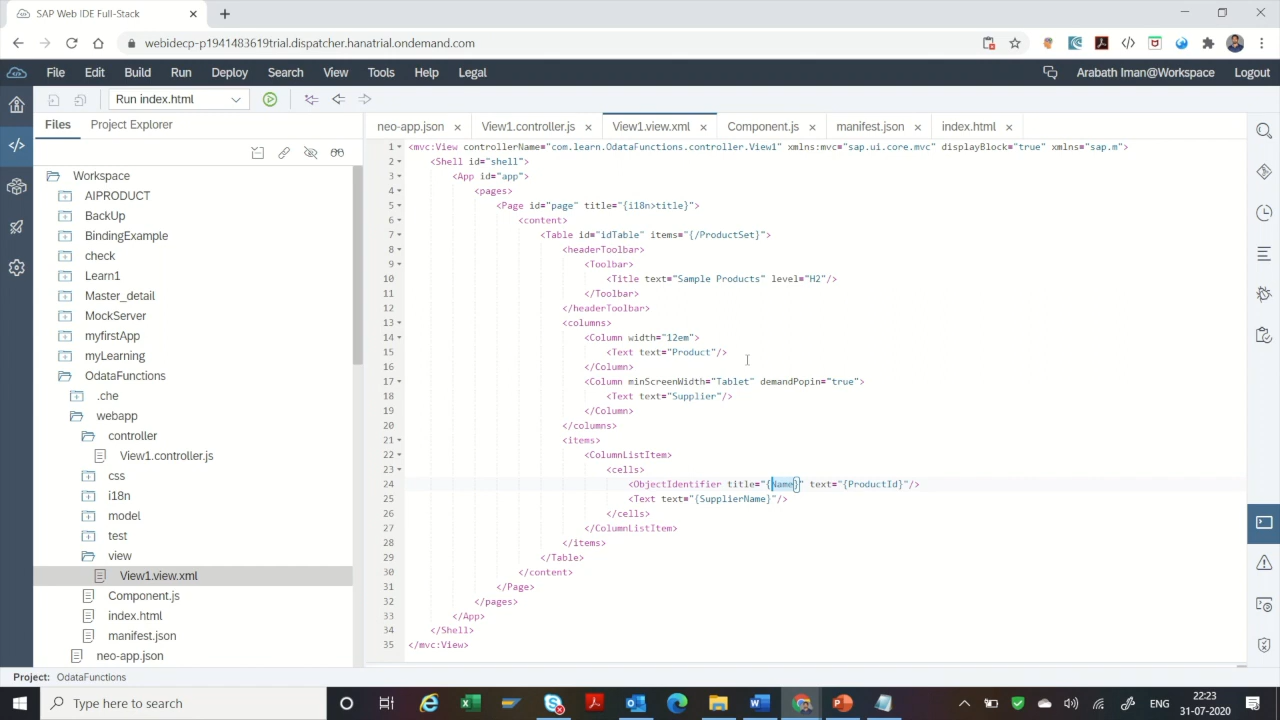 SAP Web IDE Full-Stack
webidecp-p1941483619trial.dispatcher.hanatrial.ondemand.com
File Edit Build Run Deploy Search View Tools Help Legal
Arabath Iman@Workspace Logout
Run index.html
Files Project Explorer
neo-app.json View1.controller.js View1.view.xml Component.js manifest.json index.html
Workspace
AIPRODUCT
BackUp
BindingExample
check
Learn1
Master_detail
MockServer
myfirstApp
myLearning
OdataFunctions
.che
webapp
controller
View1.controller.js
css
i18n
model
test
view
View1.view.xml
Component.js
index.html
manifest.json
neo-app.json
1 <mvc:View controllerName="com.learn.OdataFunctions.controller.View1" xmlns:mvc="sap.ui.core.mvc" displayBlock="true" xmlns="sap.m">
2 <Shell id="shell">
3 <App id="app">
4 <pages>
5 <Page id="page" title="{i18n>title}">
6 <content>
7 <Table id="idTable" items="{/ProductSet}">
8 <headerToolbar>
9 <Toolbar>
10 <Title text="Sample Products" level="H2"/>
11 </Toolbar>
12 </headerToolbar>
13 <columns>
14 <Column width="12em">
15 <Text text="Product"/>
16 </Column>
17 <Column minScreenWidth="Tablet" demandPopin="true">
18 <Text text="Supplier"/>
19 </Column>
20 </columns>
21 <items>
22 <ColumnListItem>
23 <cells>
24 <ObjectIdentifier title="{Name}" text="{ProductId}"/>
25 <Text text="{SupplierName}"/>
26 </cells>
27 </ColumnListItem>
28 </items>
29 </Table>
30 </content>
31 </Page>
32 </pages>
33 </App>
34 </Shell>
35 </mvc:View>
Project: OdataFunctions
Type here to search
ENG
22:23
31-07-2020